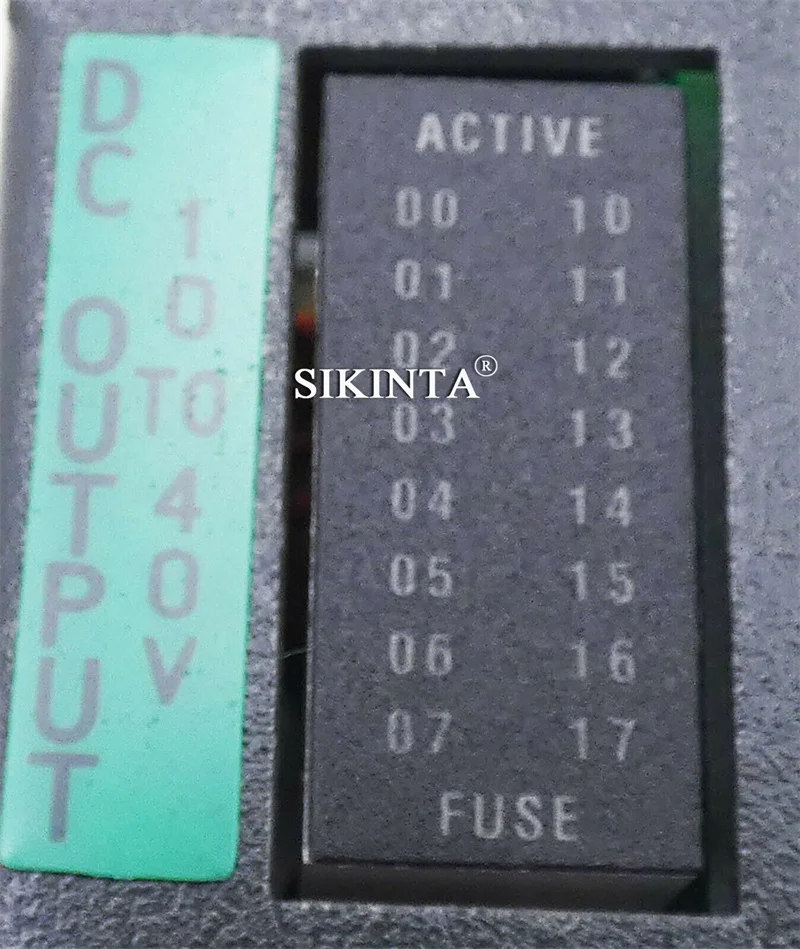 DC OUTPUT
10 TO 40V
ACTIVE
00 10
01 11
02 12
SIKINTA®
03 13
04 14
05 15
06 16
07 17
FUSE